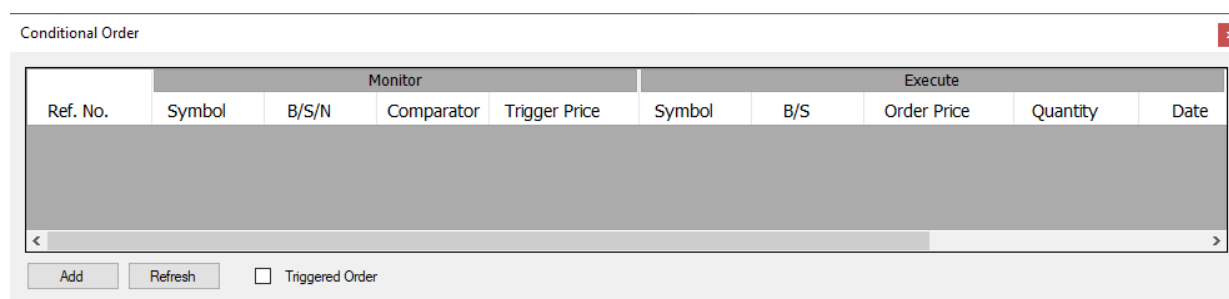 Conditional Order
Monitor Execute
Ref. No. Symbol B/S/N Comparator Trigger Price Symbol B/S Order Price Quantity Date
Add Refresh Triggered Order